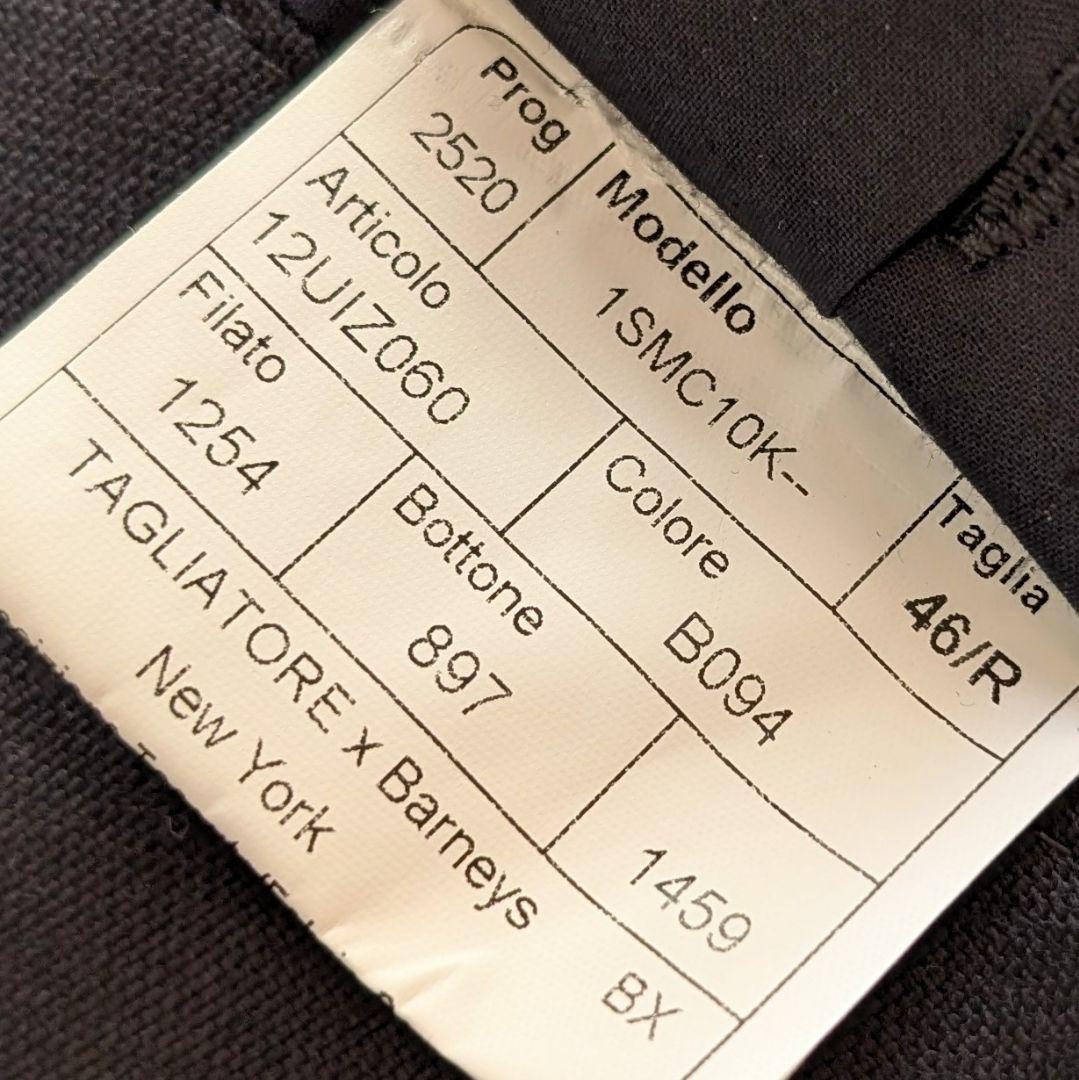 Prog Modello Taglia
2520 1SMC10K-- 46/R
Articolo Colore
12UIZ060 B094
Filato Bottone
1254 897 1459
TAGLIATORE x Barneys
New York BX